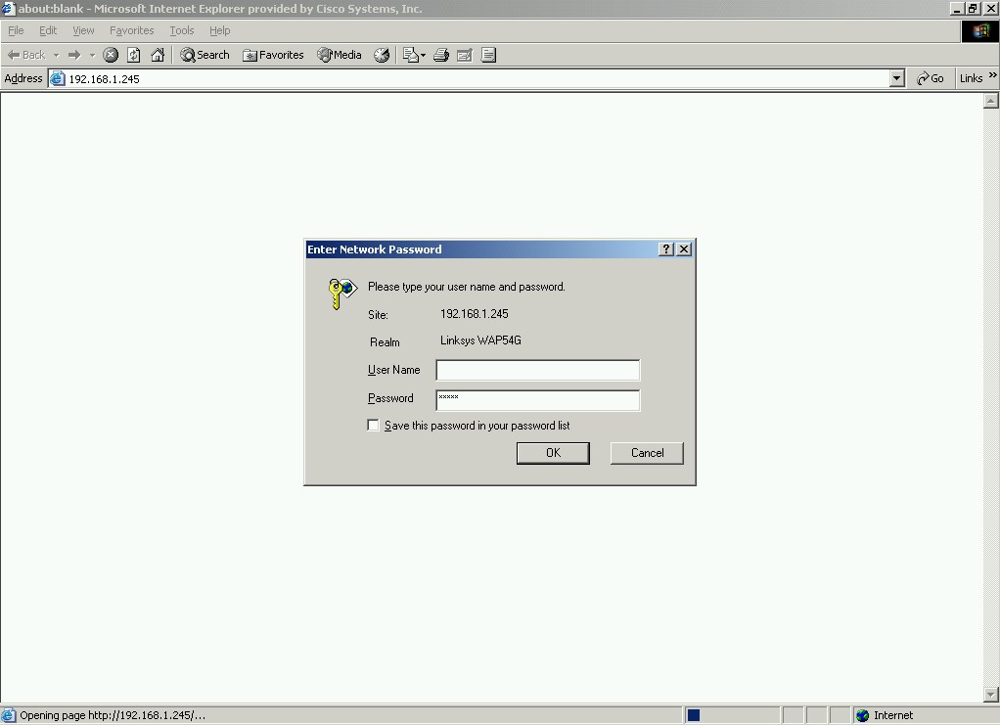 about:blank - Microsoft Internet Explorer provided by Cisco Systems, Inc.
File Edit View Favorites Tools Help
Back Search Favorites Media
Address 192.168.1.245 Go Links »
Enter Network Password
Please type your user name and password.
Site: 192.168.1.245
Realm Linksys WAP54G
User Name
Password *****
Save this password in your password list
OK Cancel
Opening page http://192.168.1.245/... Internet